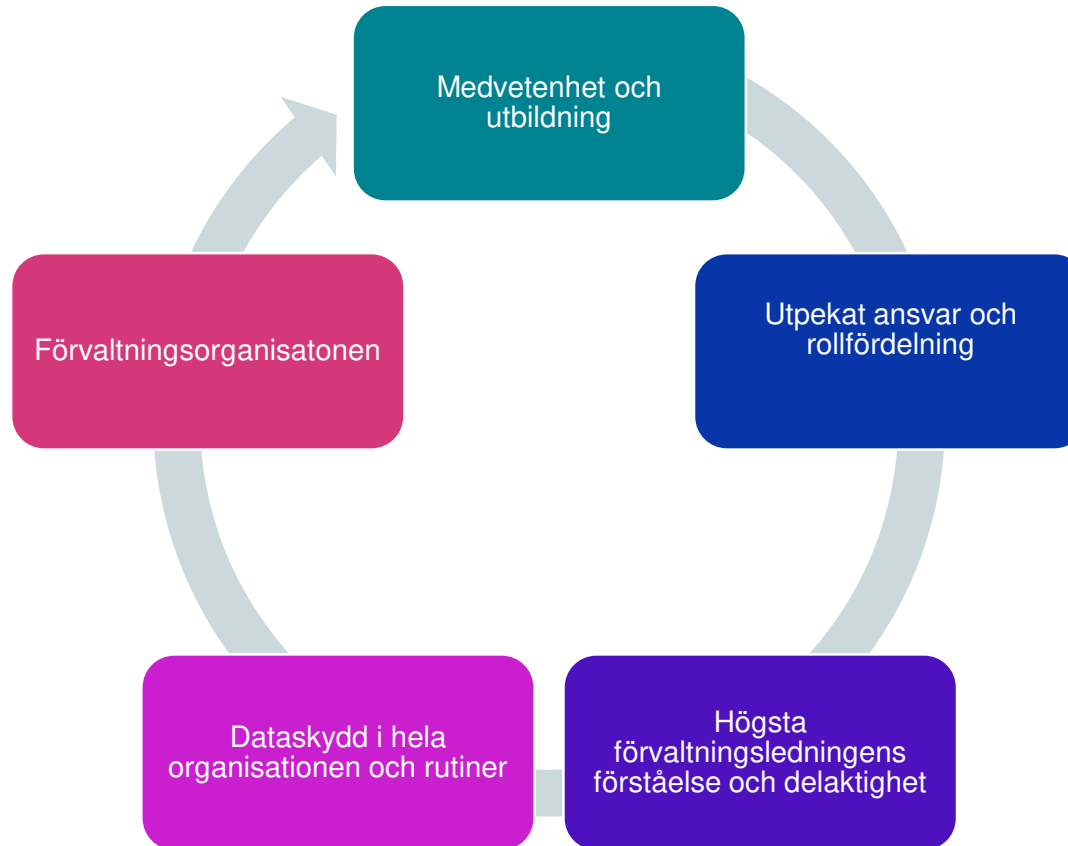 Medvetenhet och
utbildning
Utpekat ansvar och
rollfördelning
Högsta
förvaltningsledningens
förståelse och delaktighet
Dataskydd i hela
organisationen och rutiner
Förvaltningsorganisatonen